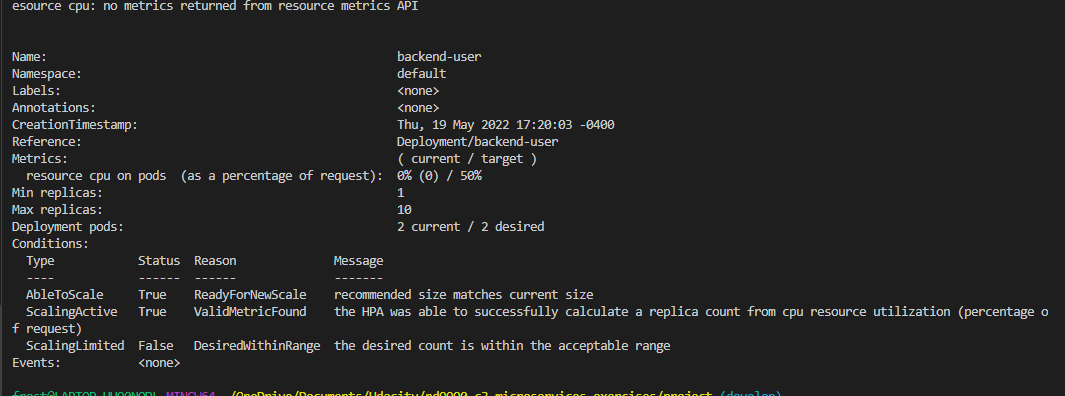 esource cpu: no metrics returned from resource metrics API
Name: backend-user
Namespace: default
Labels: <none>
Annotations: <none>
CreationTimestamp: Thu, 19 May 2022 17:20:03 -0400
Reference: Deployment/backend-user
Metrics: ( current / target )
resource cpu on pods (as a percentage of request): 0% (0) / 50%
Min replicas: 1
Max replicas: 10
Deployment pods: 2 current / 2 desired
Conditions:
Type Status Reason Message
---- ------ ------ -------
AbleToScale True ReadyForNewScale recommended size matches current size
ScalingActive True ValidMetricFound the HPA was able to successfully calculate a replica count from cpu resource utilization (percentage o
f request)
ScalingLimited False DesiredWithinRange the desired count is within the acceptable range
Events: <none>